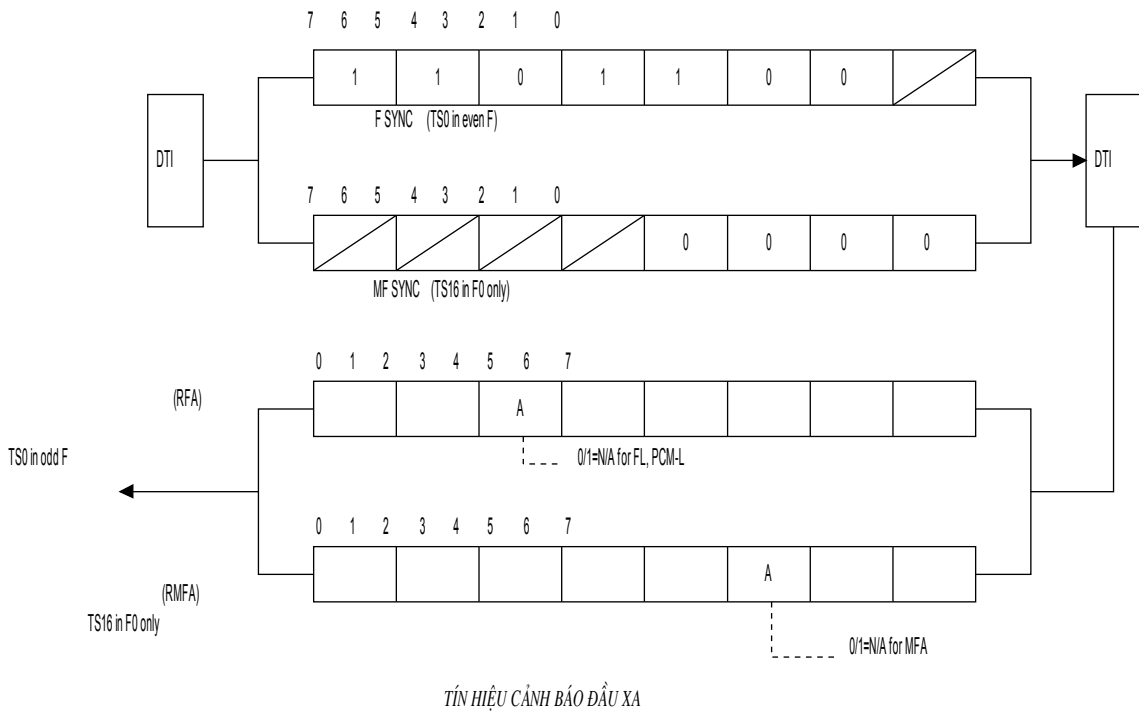 7 6 5 4 3 2 1 0
1 1 0 1 1 0 0
F SYNC (TS0 in even F)
DTI
DTI
7 6 5 4 3 2 1 0
0 0 0 0
MF SYNC (TS16 in F0 only)
0 1 2 3 4 5 6 7
(RFA)
A
TS0 in odd F
0/1=N/A for FL, PCM-L
0 1 2 3 4 5 6 7
A
(RMFA)
TS16 in F0 only
0/1=N/A for MFA
TÍN HIỆU CẢNH BÁO ĐẦU XA